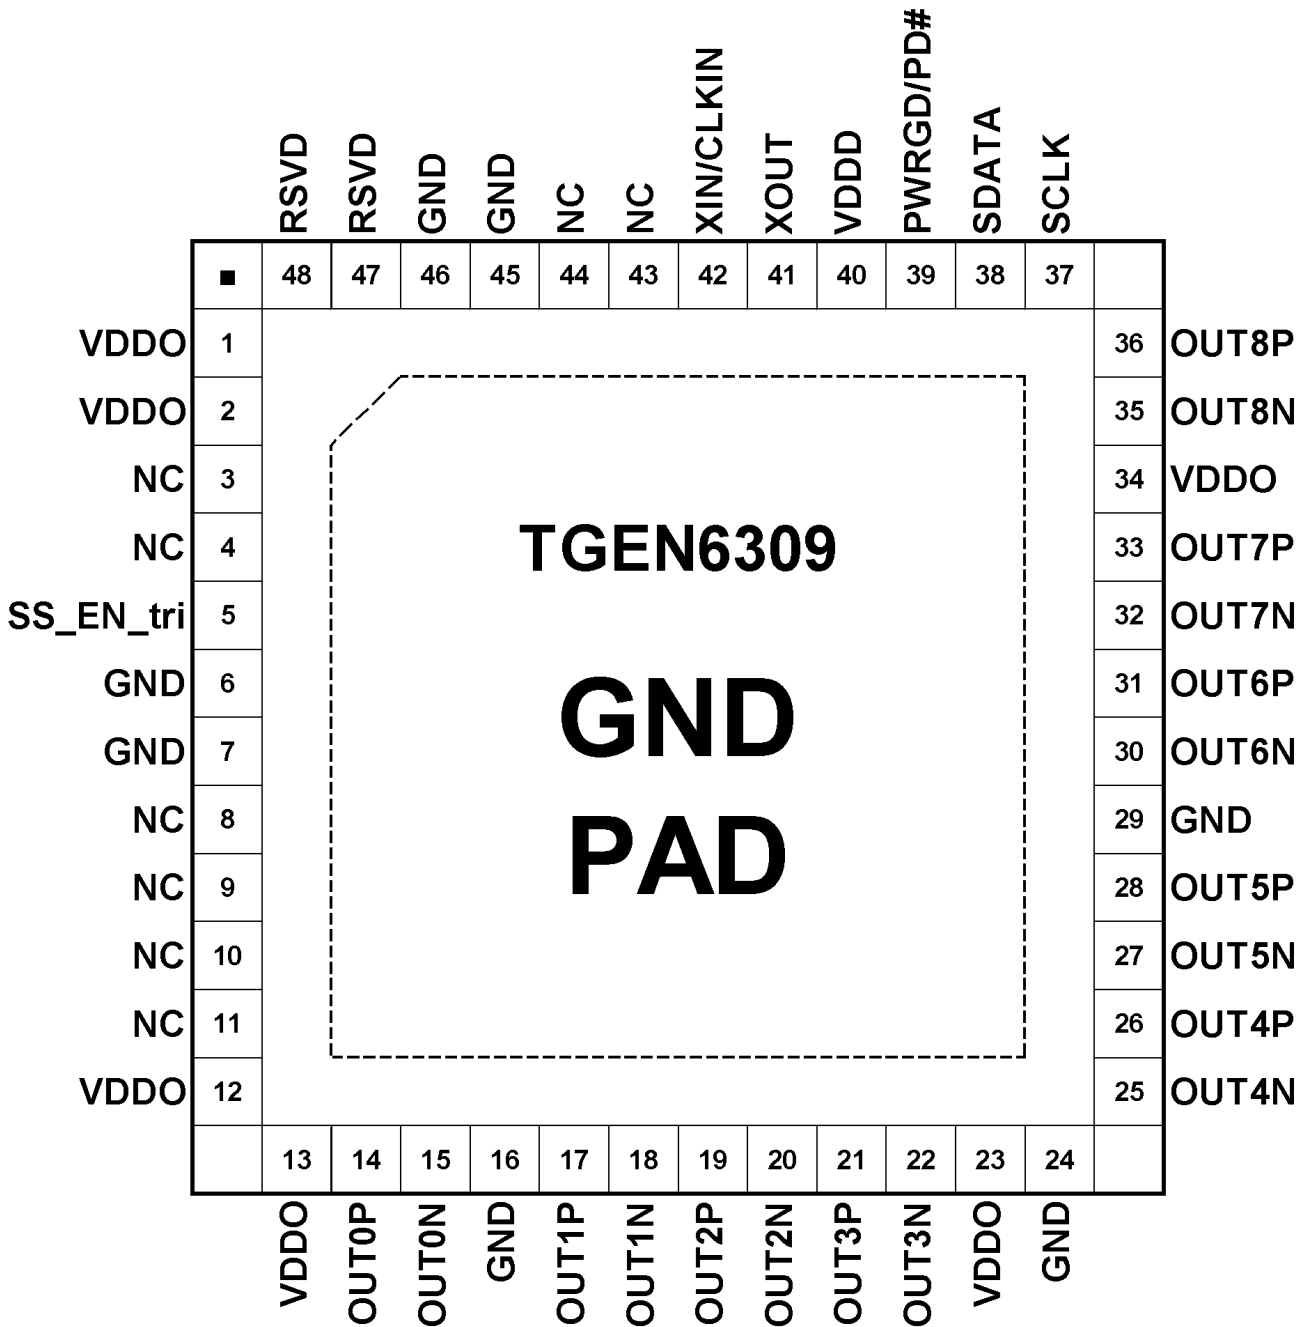 RSVD
RSVD
GND
GND
NC
NC
XIN/CLKIN
XOUT
VDDD
PWRGD/PD#
SDATA
SCLK
48 47 46 45 44 43 42 41 40 39 38 37
VDDO 1
VDDO 2
NC 3
NC 4
SS_EN_tri 5
GND 6
GND 7
NC 8
NC 9
NC 10
NC 11
VDDO 12
TGEN6309
GND
PAD
36 OUT8P
35 OUT8N
34 VDDO
33 OUT7P
32 OUT7N
31 OUT6P
30 OUT6N
29 GND
28 OUT5P
27 OUT5N
26 OUT4P
25 OUT4N
13 14 15 16 17 18 19 20 21 22 23 24
VDDO
OUT0P
OUT0N
GND
OUT1P
OUT1N
OUT2P
OUT2N
OUT3P
OUT3N
VDDO
GND